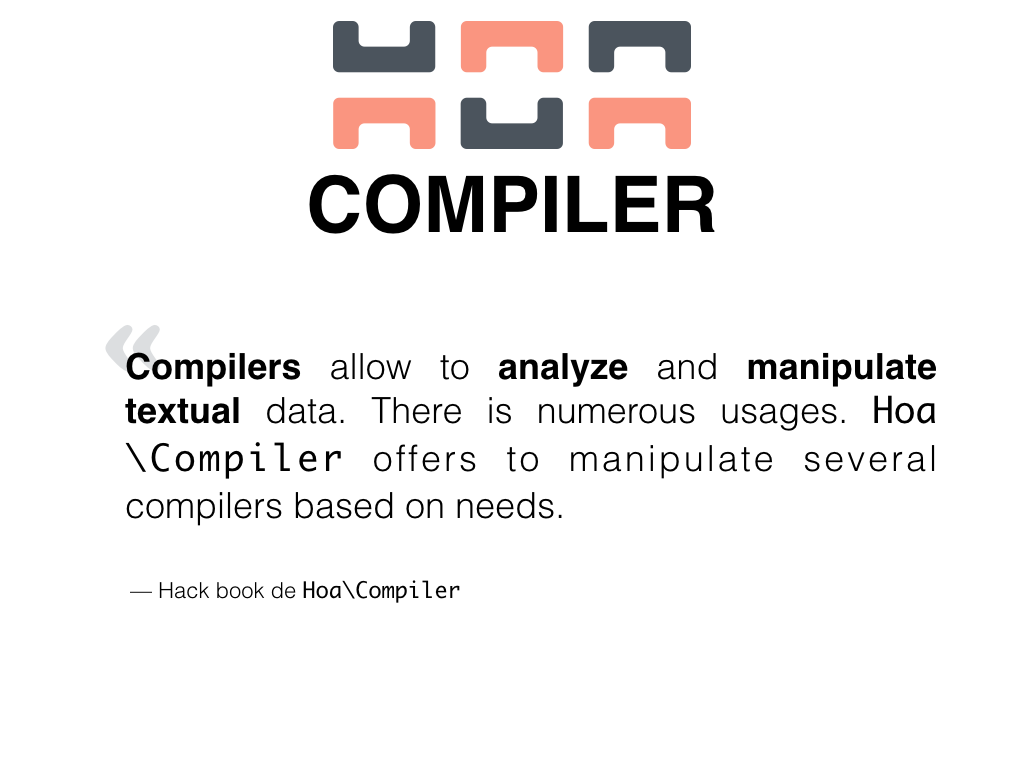 COMPILER
«
Compilers allow to analyze and manipulate
textual data. There is numerous usages. Hoa
\Compiler offers to manipulate several
compilers based on needs.
— Hack book de Hoa\Compiler